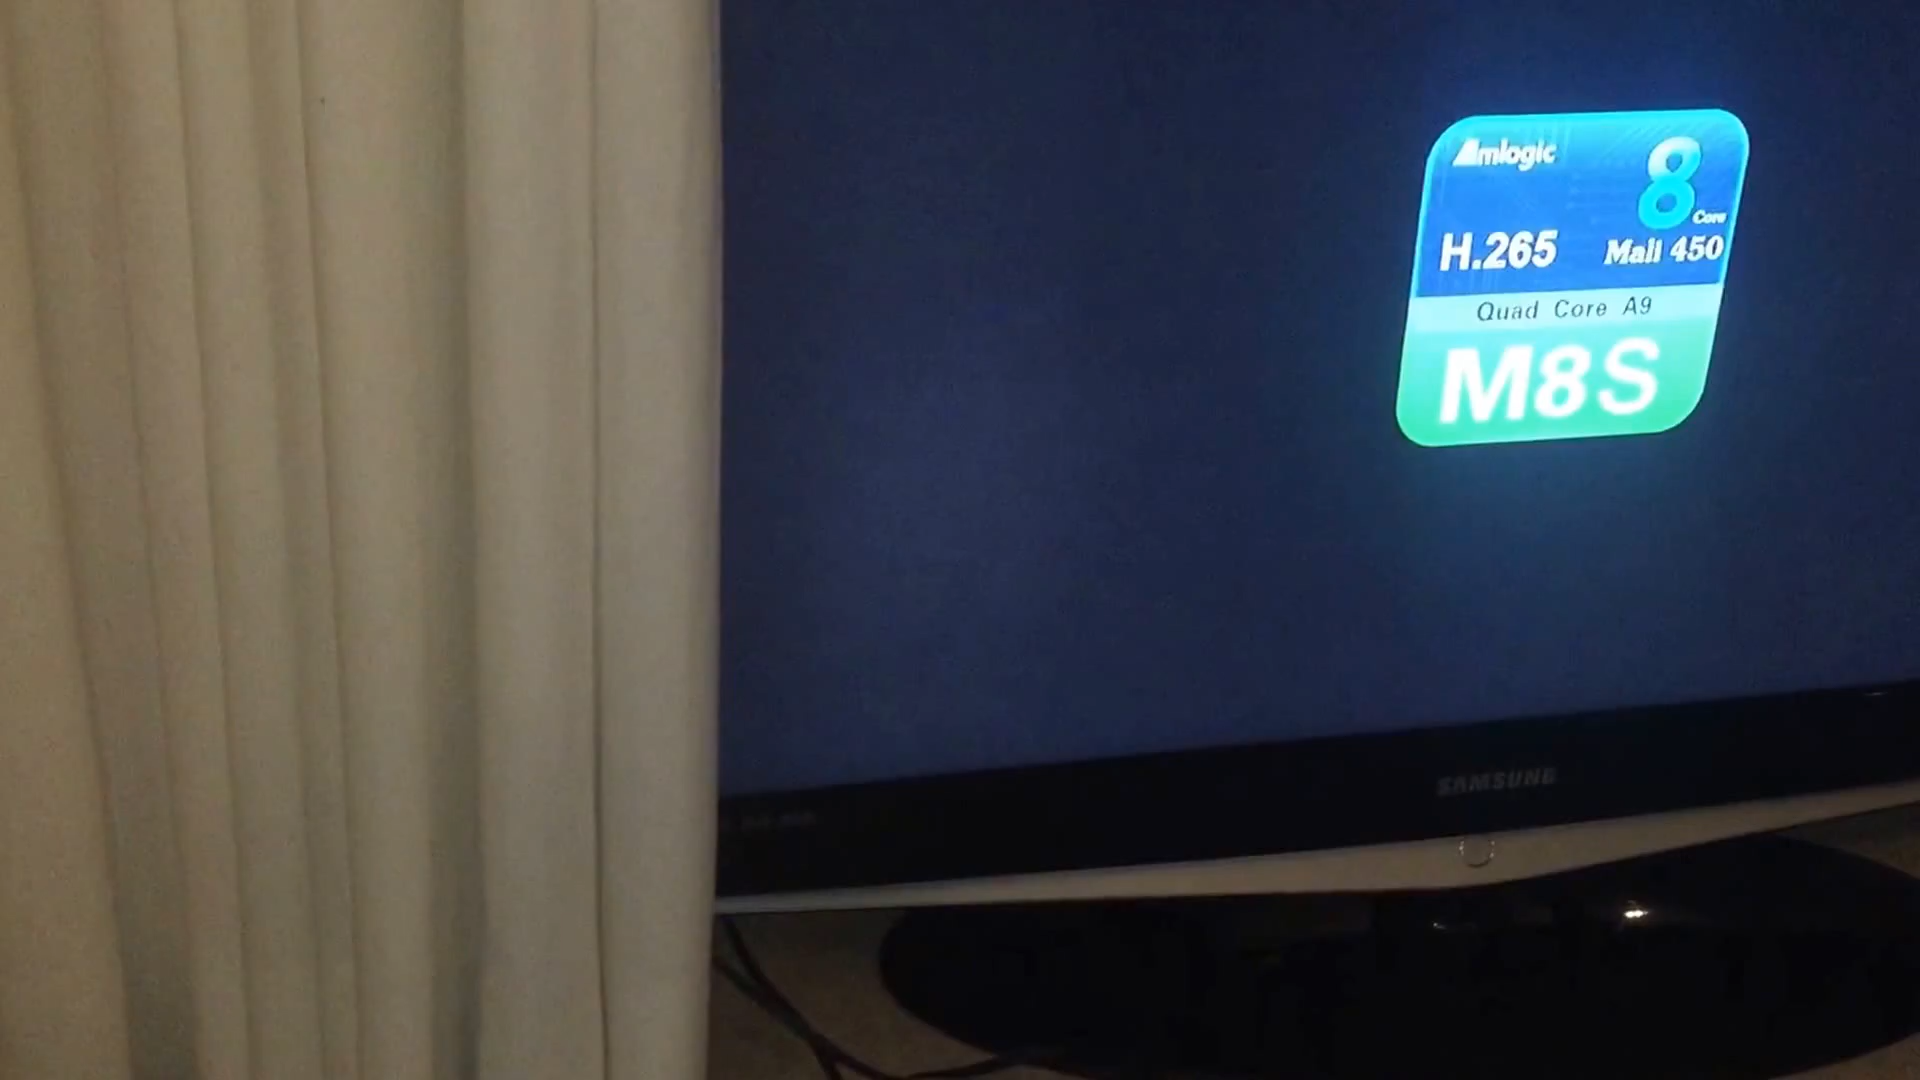 Amlogic
8
Core
H.265
Mali 450
Quad Core A9
M8S
SAMSUNG